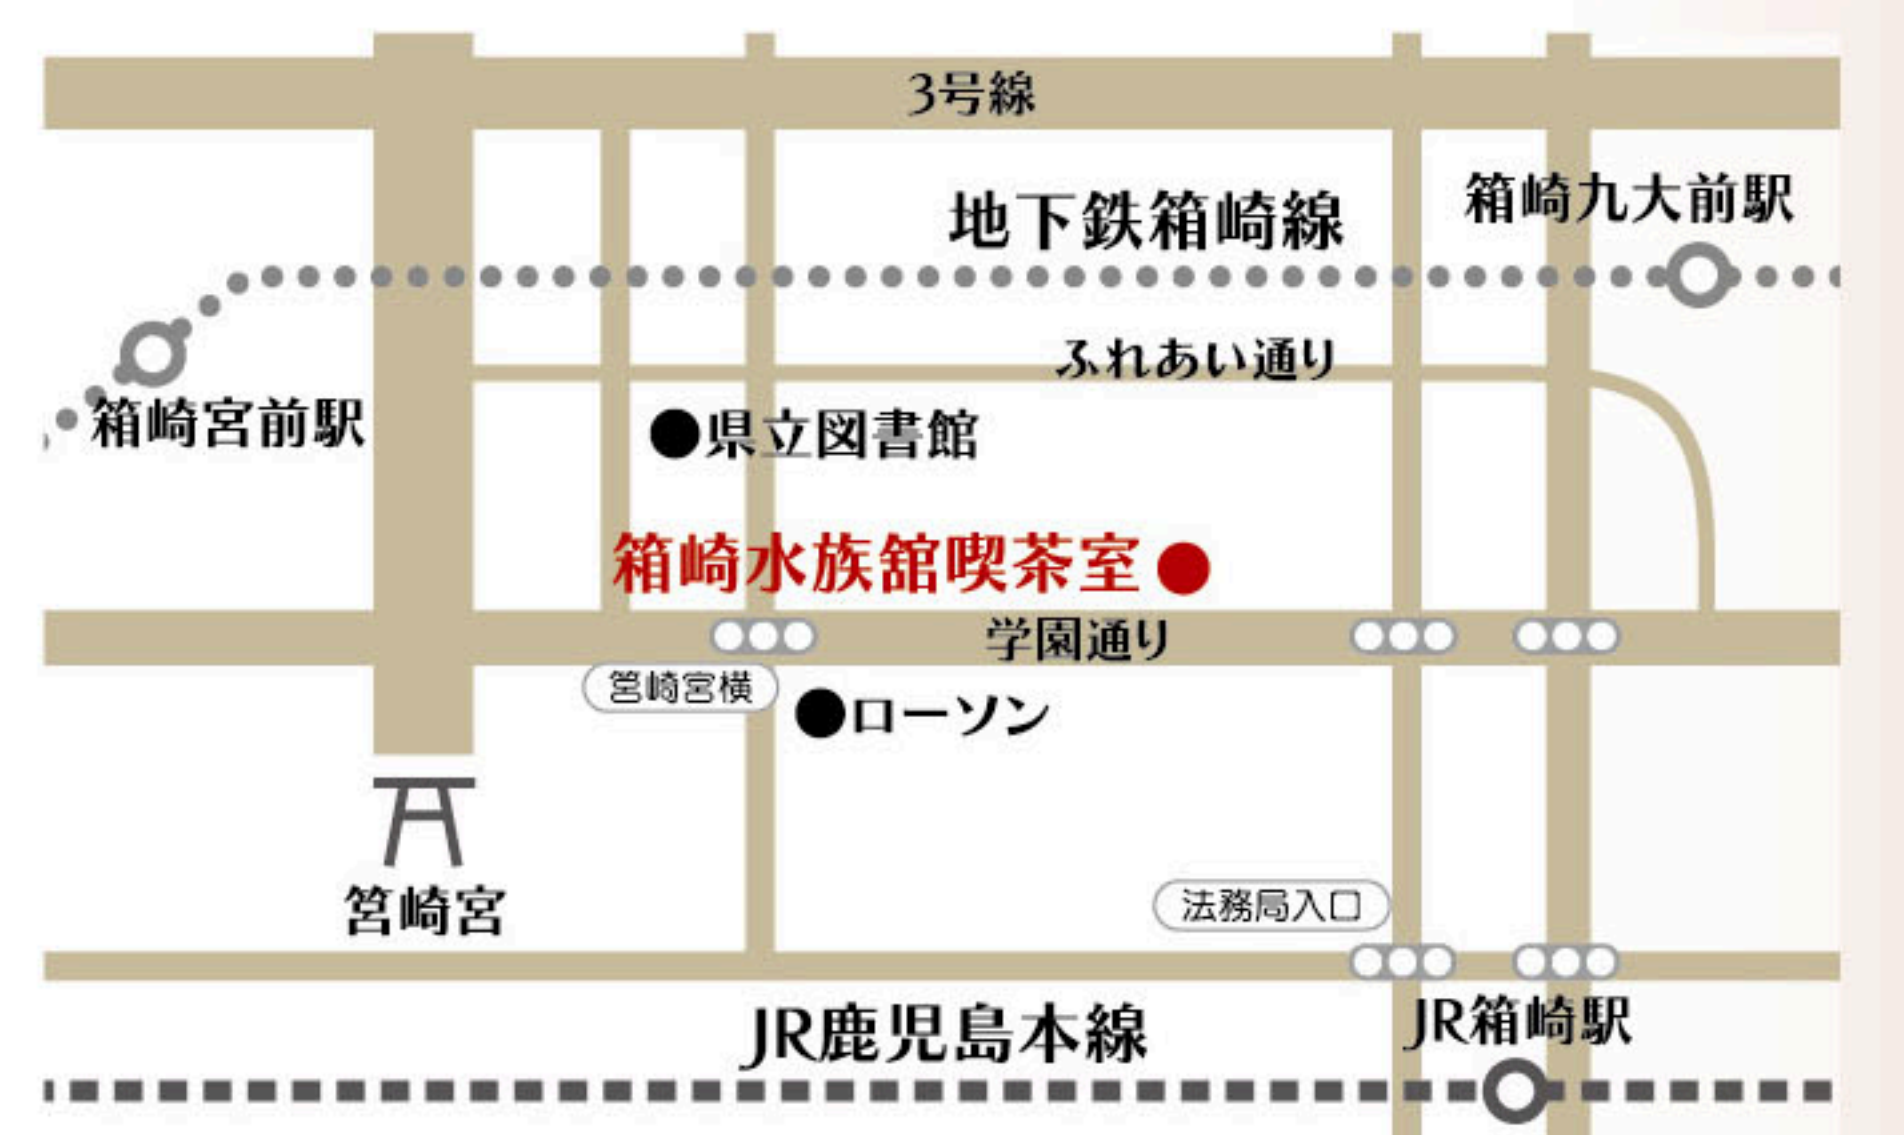 3号線
箱崎九大前駅
地下鉄箱崎線
ふれあい通り
箱崎宮前駅
県立図書館
箱崎水族舘喫茶室
学園通り
筥崎宮横
ローソン
筥崎宮
法務局入口
JR箱崎駅
JR鹿児島本線